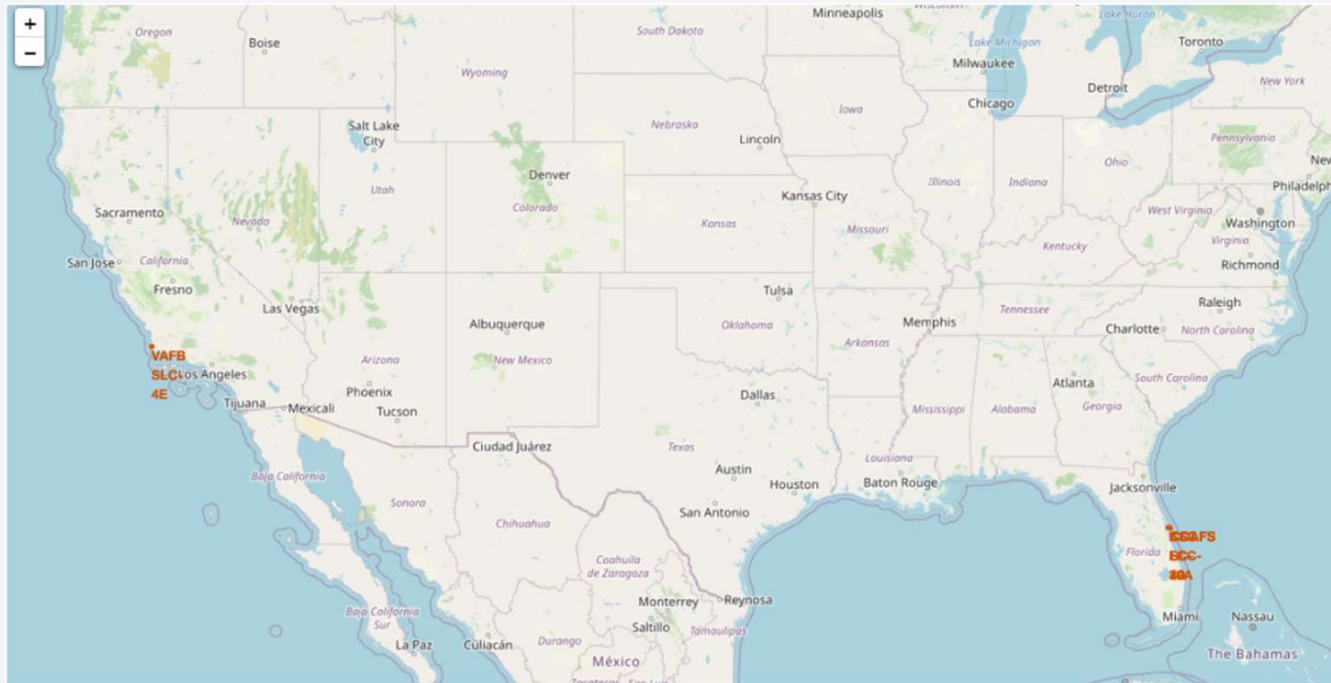 +
−
Minneapolis
Wisconsin
Lake Huron
Oregon
Boise
South Dakota
Lake Michigan
Toronto
Milwaukee
Wyoming
Detroit
New York
Chicago
Iowa
Salt Lake
City
Nebraska
Lincoln
Pennsylvania
Ohio
New
Denver
Illinois
Indiana
Utah
Philadelph
Kansas City
Sacramento
Colorado
West Virginia
Nevada
Kansas
Missouri
Washington
Virginia
Kentucky
San Jose
California
Richmond
Fresno
Tulsa
Las Vegas
Raleigh
Tennessee
Albuquerque
Oklahoma
Memphis
Charlotte
North Carolina
VAFB
SLC-
4E
Arkansas
Arizona
New Mexico
Los Angeles
South Carolina
Atlanta
Phoenix
Dallas
Tijuana
Mexicali
Tucson
Mississippi
Alabama
Georgia
Ciudad Juárez
Texas
Louisiana
Austin
Baja California
Houston
Baton Rouge
Jacksonville
Sonora
San Antonio
Chihuahua
Florida
Coahuila
de Zaragoza
Monterrey
Reynosa
Baja California
Sur
Saltillo
Tamaulipas
Miami
Nassau
La Paz
Culiacán
Durango
The Bahamas
México
Zacatecas